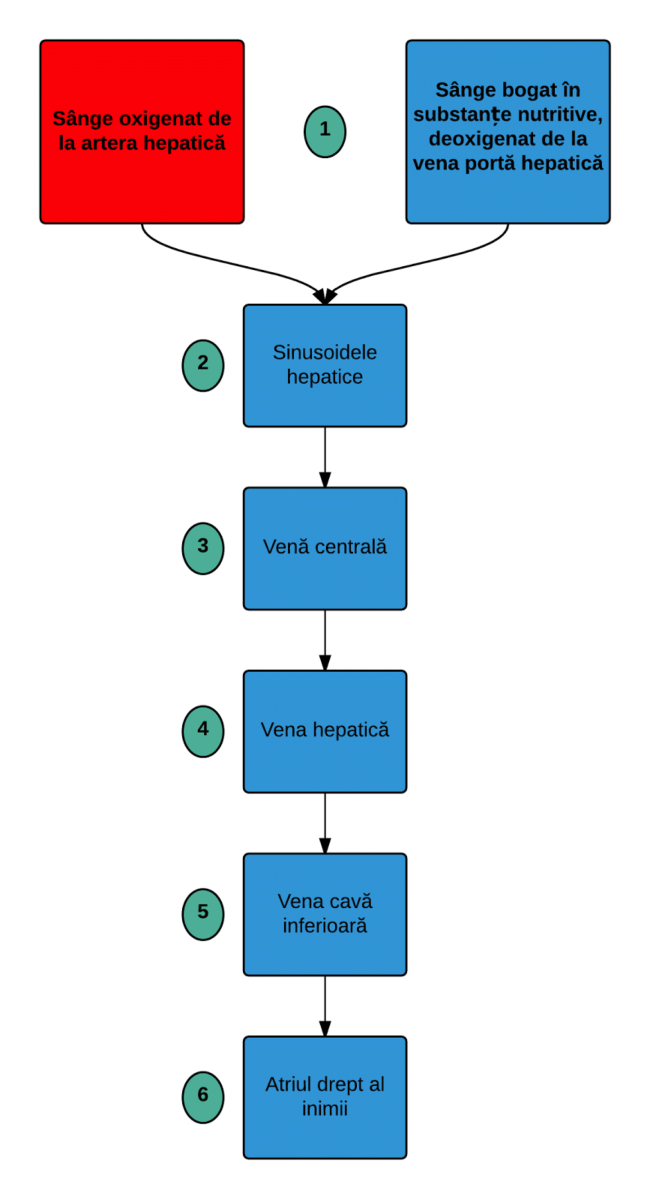 Sânge oxigenat de
la artera hepatică
1
Sânge bogat în
substanțe nutritive,
deoxigenat de la
vena portă hepatică
2
Sinusoidele
hepatice
3
Venă centrală
4
Vena hepatică
5
Vena cavă
inferioară
6
Atriul drept al
inimii